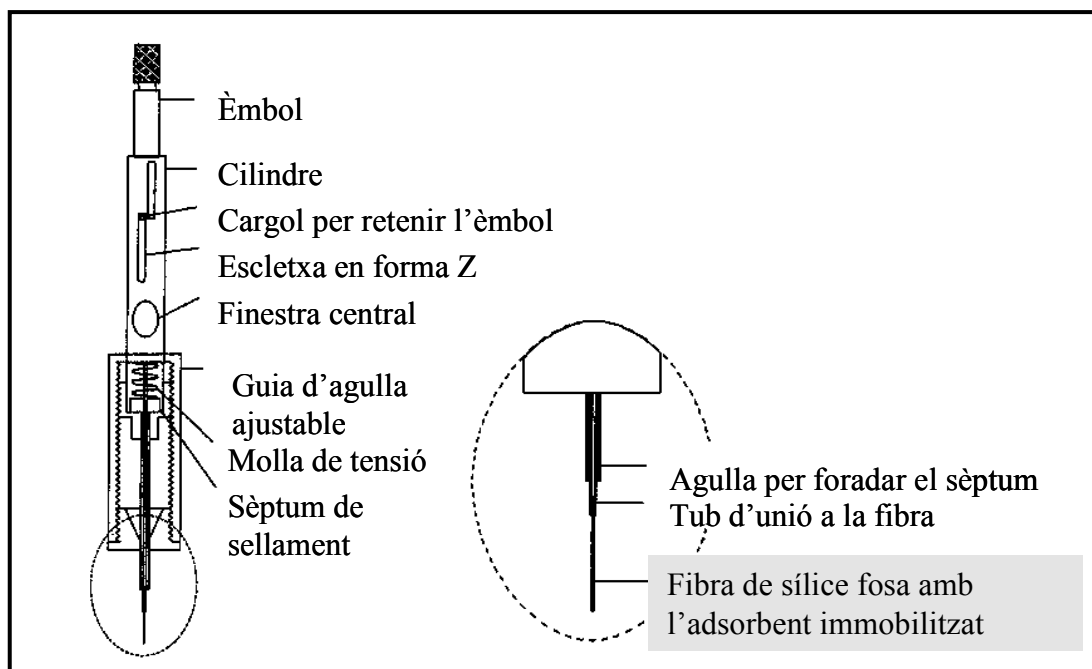 Èmbol
Cilindre
Cargol per retenir l’èmbol
Escletxa en forma Z
Finestra central
Guia d’agulla
ajustable
Molla de tensió
Sèptum de
sellament
Agulla per foradar el sèptum
Tub d’unió a la fibra
Fibra de sílice fosa amb
l’adsorbent immobilitzat